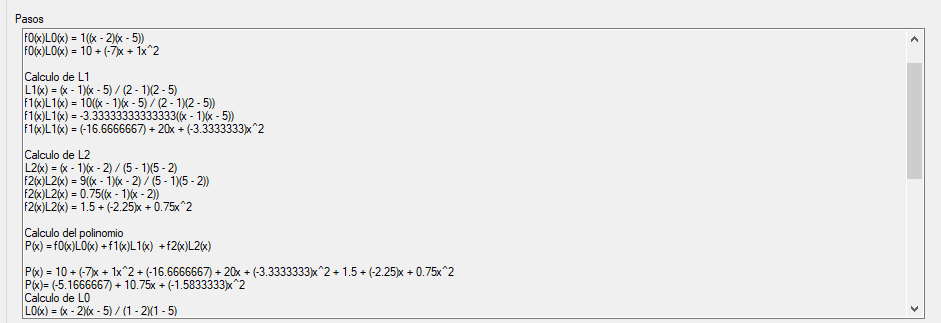 Pasos
f0(x)L0(x) = 1((x - 2)(x - 5))
f0(x)L0(x) = 10 + (-7)x + 1x^2
Calculo de L1
L1(x) = (x - 1)(x - 5) / (2 - 1)(2 - 5)
f1(x)L1(x) = 10((x - 1)(x - 5) / (2 - 1)(2 - 5))
f1(x)L1(x) = -3.33333333333333((x - 1)(x - 5))
f1(x)L1(x) = (-16.6666667) + 20x + (-3.3333333)x^2
Calculo de L2
L2(x) = (x - 1)(x - 2) / (5 - 1)(5 - 2)
f2(x)L2(x) = 9((x - 1)(x - 2) / (5 - 1)(5 - 2))
f2(x)L2(x) = 0.75((x - 1)(x - 2))
f2(x)L2(x) = 1.5 + (-2.25)x + 0.75x^2
Calculo del polinomio
P(x) = f0(x)L0(x) + f1(x)L1(x)  + f2(x)L2(x)
P(x) = 10 + (-7)x + 1x^2 + (-16.6666667) + 20x + (-3.3333333)x^2 + 1.5 + (-2.25)x + 0.75x^2
P(x)= (-5.1666667) + 10.75x + (-1.5833333)x^2
Calculo de L0
L0(x) = (x - 2)(x - 5) / (1 - 2)(1 - 5)